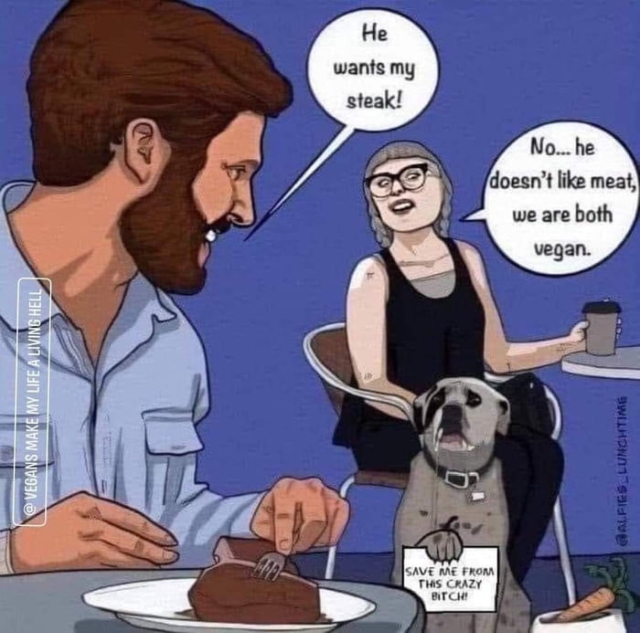 He
wants my
steak!
No... he
doesn't like meat,
we are both
vegan.
@ VEGANS MAKE MY LIFE A LIVING HELL
@ALFIES_LUNCHTIME
SAVE ME FROM
THIS CRAZY
BITCH!